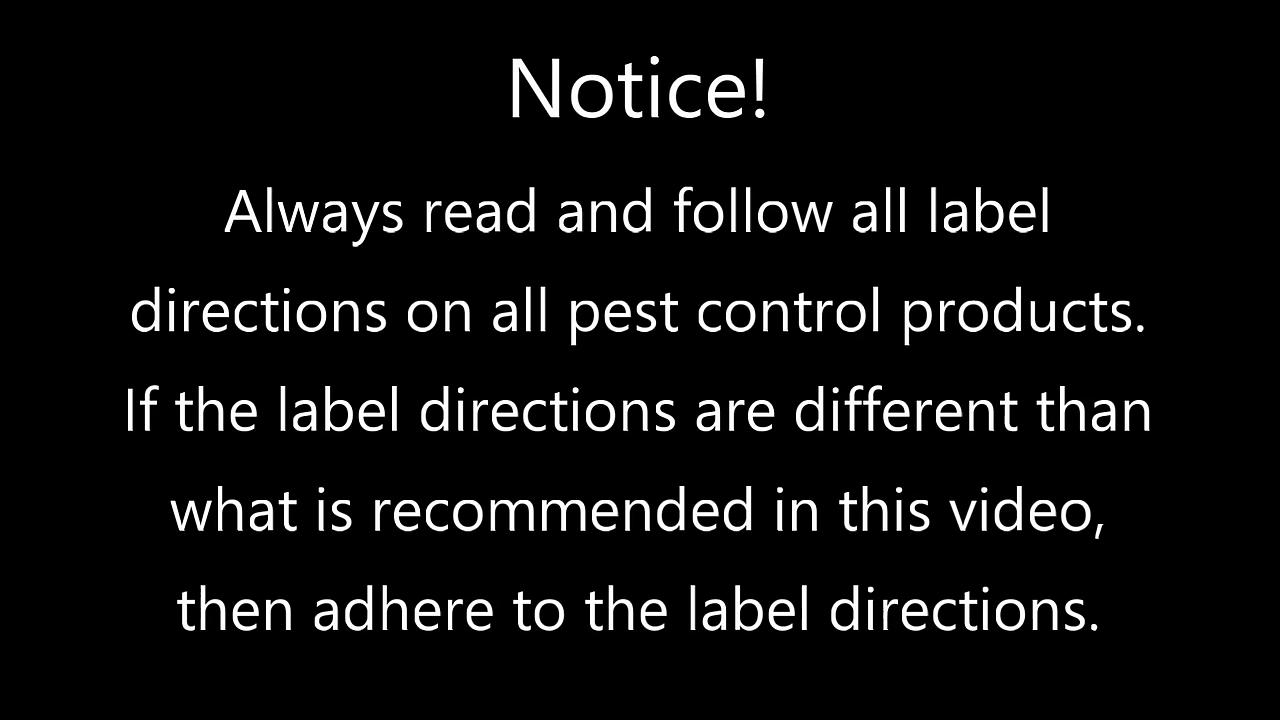 Notice!
Always read and follow all label
directions on all pest control products.
If the label directions are different than
what is recommended in this video,
then adhere to the label directions.